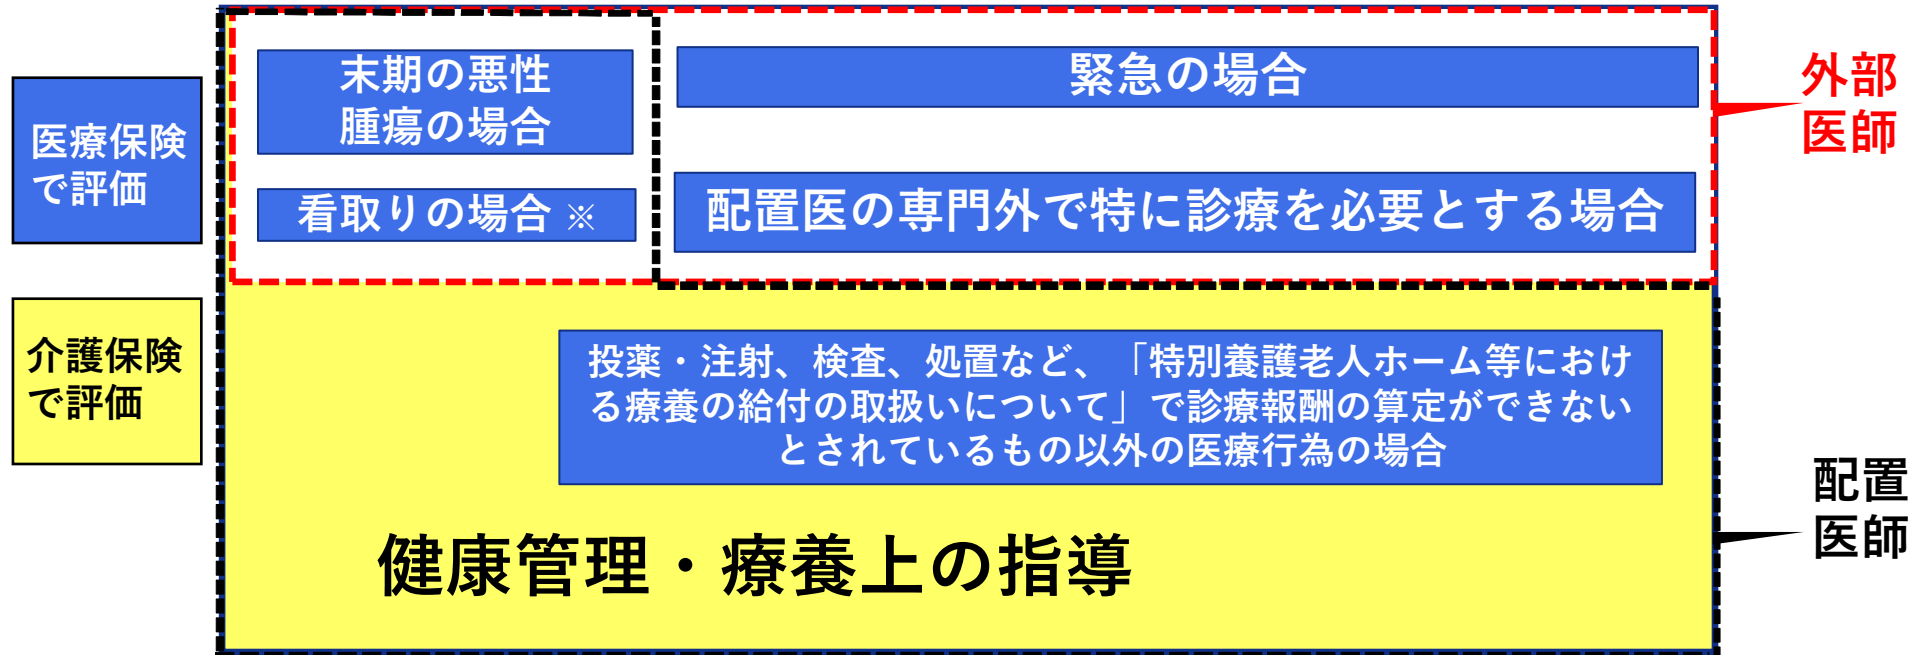 医療保険
で評価
介護保険
で評価
末期の悪性
腫瘍の場合
看取りの場合 ※
緊急の場合
配置医の専門外で特に診療を必要とする場合
投薬・注射、検査、処置など、「特別養護老人ホーム等におけ
る療養の給付の取扱いについて」で診療報酬の算定ができない
とされているもの以外の医療行為の場合
健康管理・療養上の指導
外部
医師
配置
医師